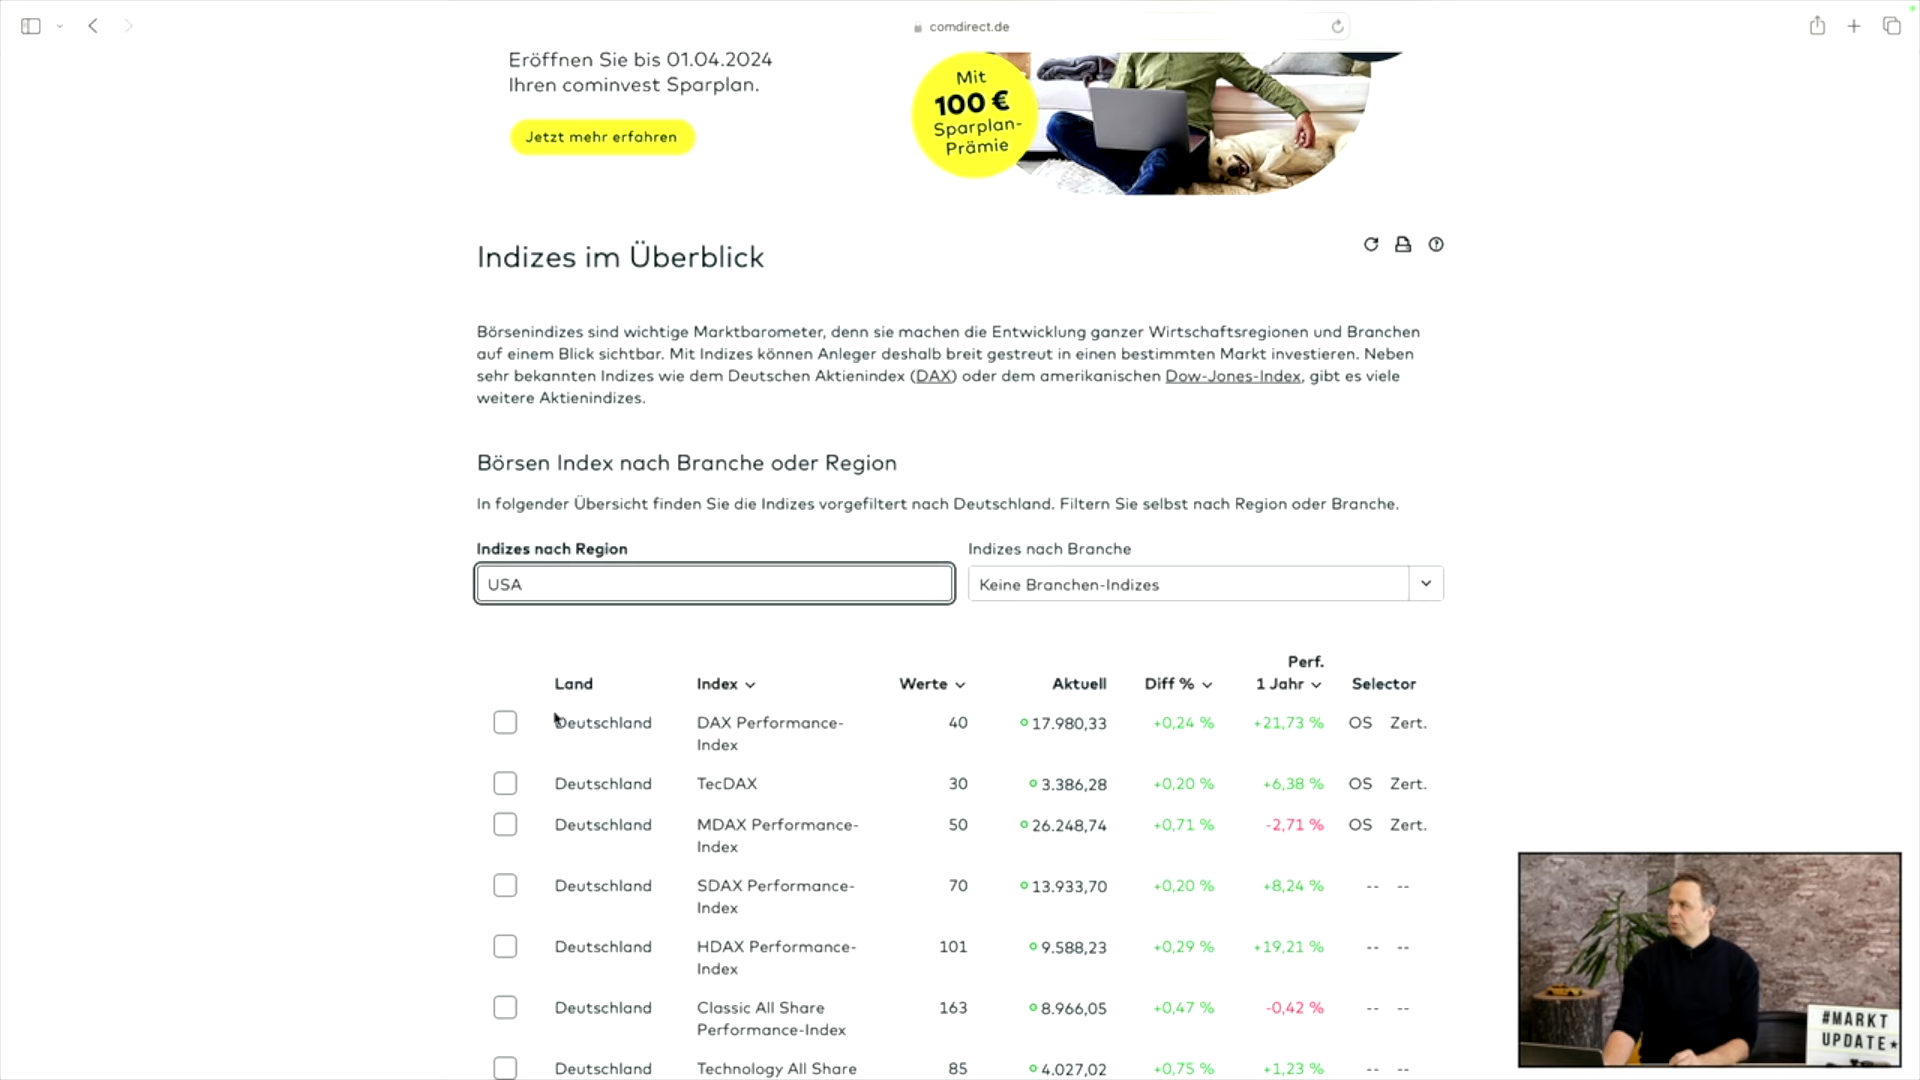 comdirect.de
Eröffnen Sie bis 01.04.2024
Ihren cominvest Sparplan.
Jetzt mehr erfahren
Mit
100 €
Sparplan-
Prämie
Indizes im Überblick
Börsenindizes sind wichtige Marktbarometer, denn sie machen die Entwicklung ganzer Wirtschaftsregionen und Branchen
auf einem Blick sichtbar. Mit Indizes können Anleger deshalb breit gestreut in einen bestimmten Markt investieren. Neben
sehr bekannten Indizes wie dem Deutschen Aktienindex (DAX) oder dem amerikanischen Dow-Jones-Index, gibt es viele
weitere Aktienindizes.
Börsen Index nach Branche oder Region
In folgender Übersicht finden Sie die Indizes vorgefiltert nach Deutschland. Filtern Sie selbst nach Region oder Branche.
Indizes nach Region Indizes nach Branche
USA Keine Branchen-Indizes
Perf.
Land Index Werte Aktuell Diff % 1 Jahr Selector
Deutschland DAX Performance- 40 17.980,33 +0,24 % +21,73 % OS Zert.
Index
Deutschland TecDAX 30 3.386,28 +0,20 % +6,38 % OS Zert.
Deutschland MDAX Performance- 50 26.248,74 +0,71 % -2,71 % OS Zert.
Index
Deutschland SDAX Performance- 70 13.933,70 +0,20 % +8,24 % -- --
Index
Deutschland HDAX Performance- 101 9.588,23 +0,29 % +19,21 % -- --
Index
Deutschland Classic All Share 163 8.966,05 +0,47 % -0,42 % -- --
Performance-Index
Deutschland Technology All Share 85 4.027,02 +0,75 % +1,23 % -- --
#MARKT
UPDATE★